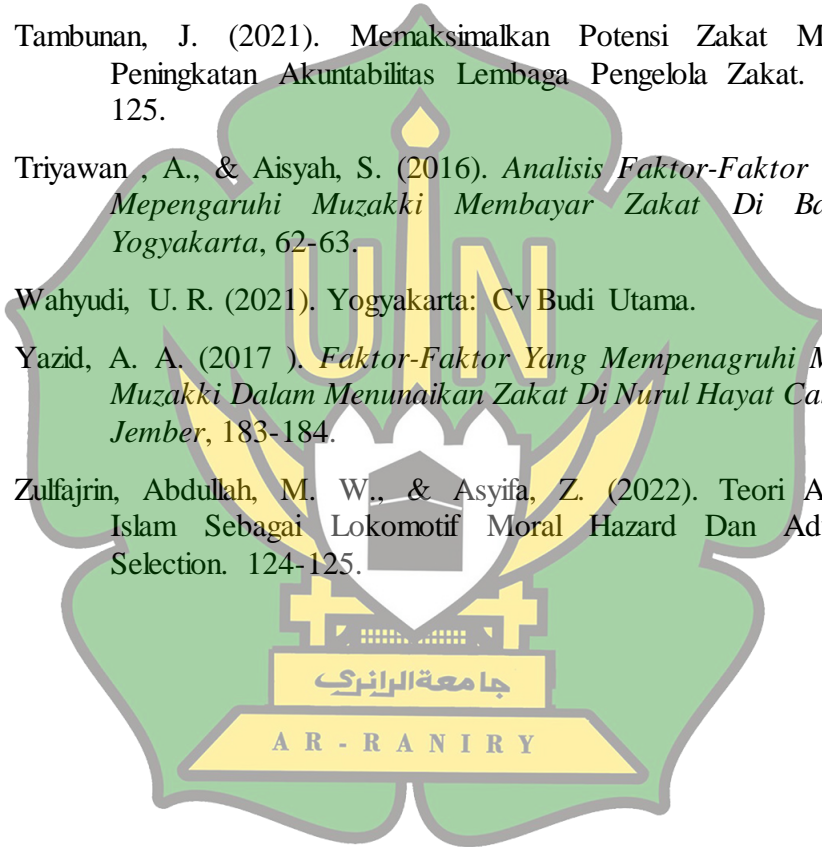 Tambunan, J. (2021). Memaksimalkan Potensi Zakat M
Peningkatan Akuntabilitas Lembaga Pengelola Zakat.
125.
Triyawan , A., & Aisyah, S. (2016). Analisis Faktor-Faktor
Mepengaruhi Muzakki Membayar Zakat Di Ba
Yogyakarta, 62-63.
Wahyudi, U. R. (2021). Yogyakarta: Cv Budi Utama.
Yazid, A. A. (2017 ). Faktor-Faktor Yang Mempenagruhi M
Muzakki Dalam Menunaikan Zakat Di Nurul Hayat Ca
Jember, 183-184.
Zulfajrin, Abdullah, M. W., & Asyifa, Z. (2022). Teori A
Islam Sebagai Lokomotif Moral Hazard Dan Ad
Selection. 124-125.
UIN
جامعةالرانري
AR-RANIRY